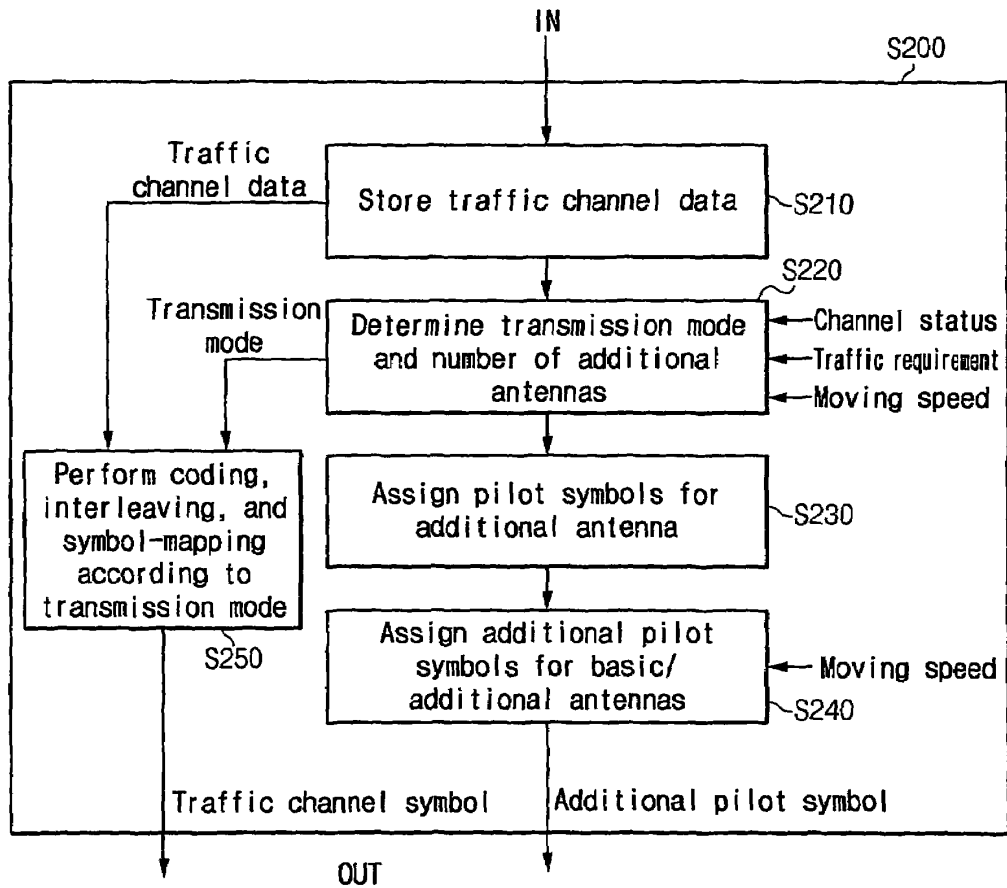 IN
S200
Traffic
channel data
Store traffic channel data
S210
S220
Transmission
mode
Determine transmission mode
and number of additional
antennas
Channel status
Traffic requirement
Moving speed
Perform coding,
interleaving, and
symbol-mapping
according to
transmission mode
S250
Assign pilot symbols for
additional antenna
S230
Assign additional pilot
symbols for basic/
additional antennas
Moving speed
S240
Traffic channel symbol
Additional pilot symbol
OUT